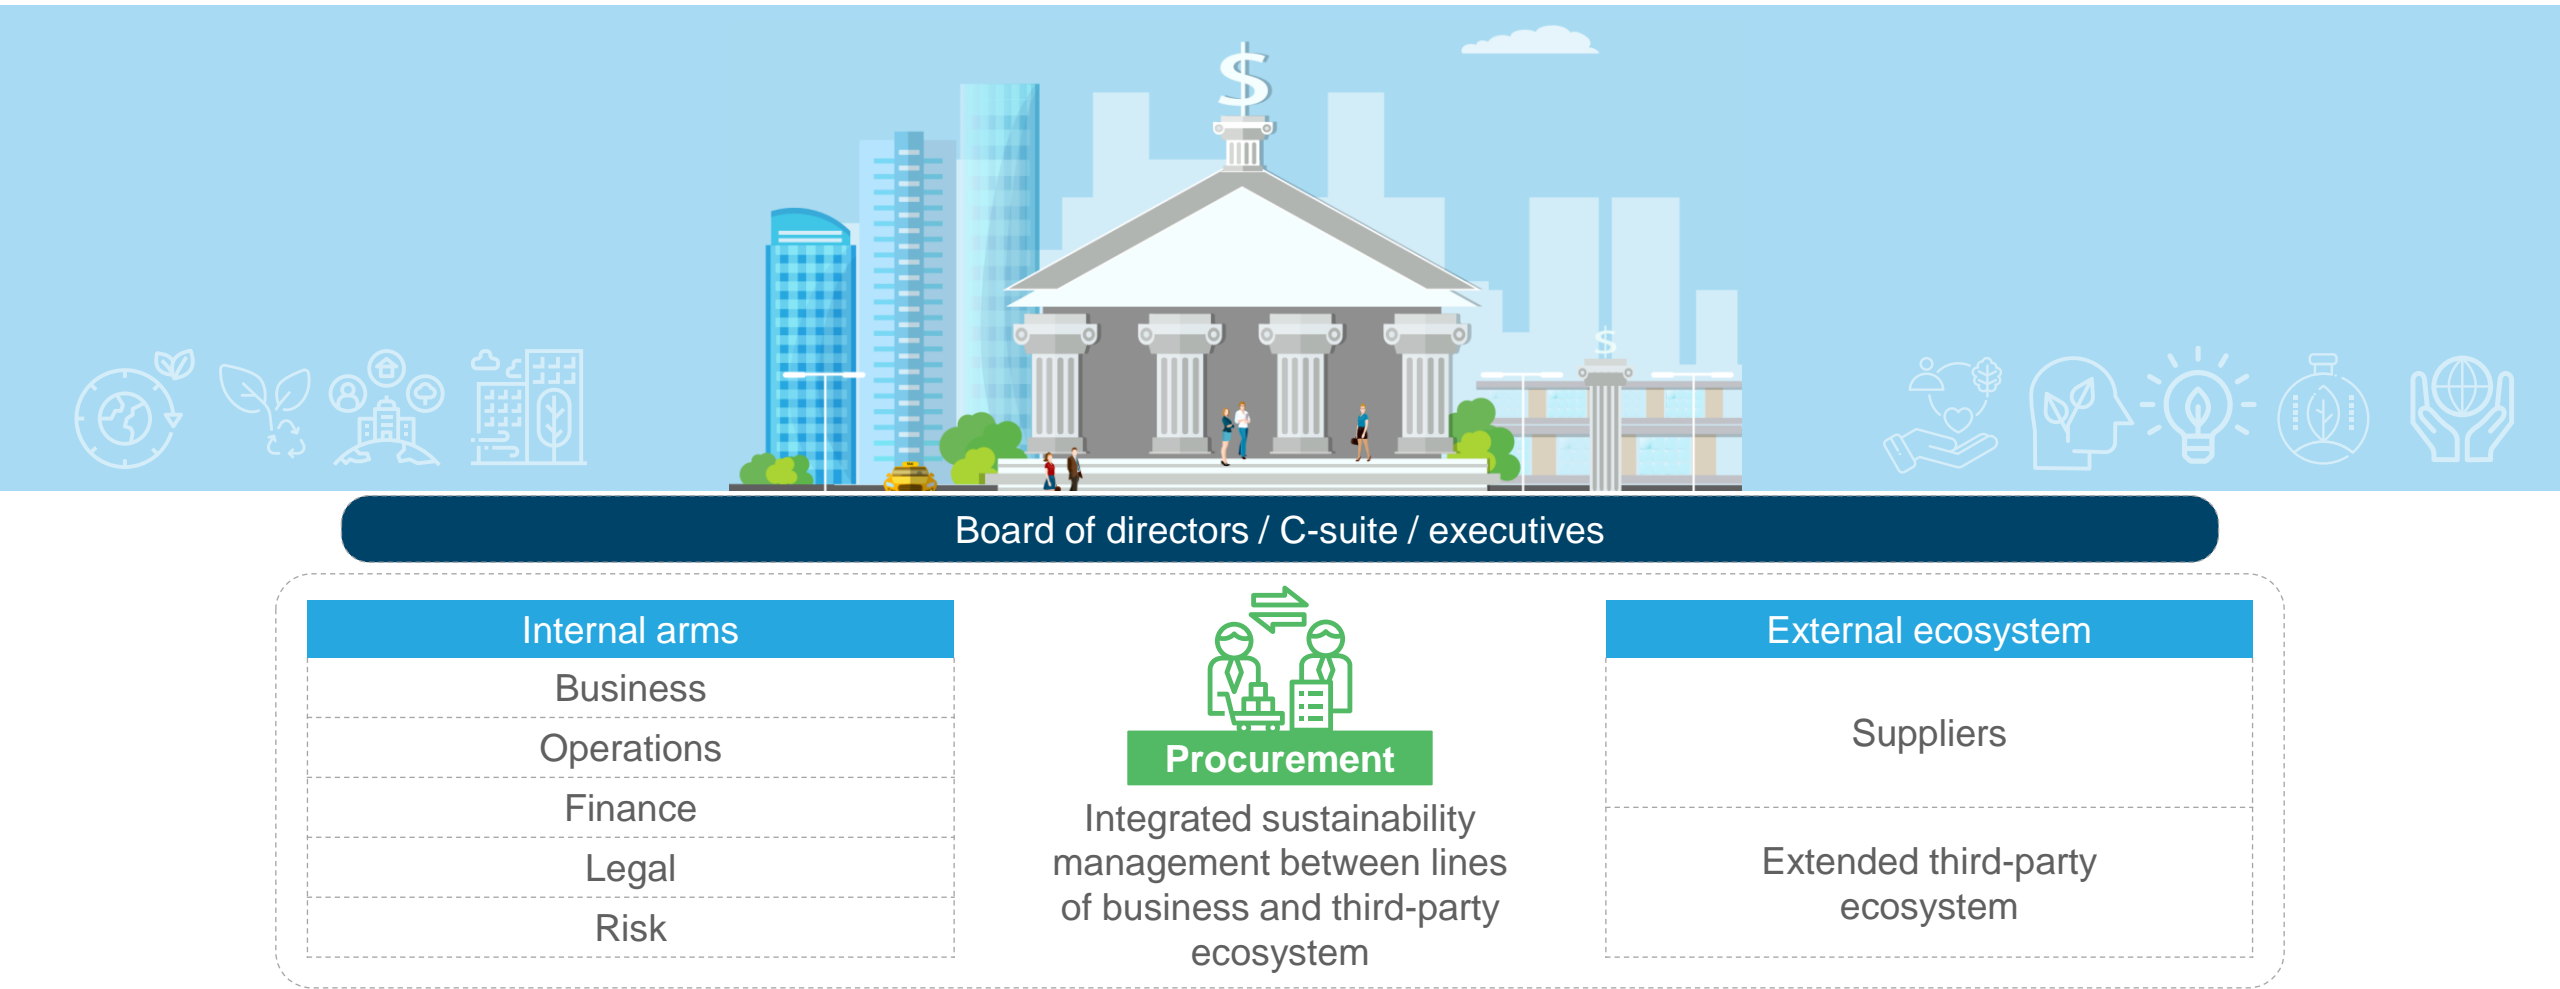 $
$
Board of directors / C-suite / executives
Internal arms
Business
Operations
Finance
Legal
Risk
Procurement
Integrated sustainability
management between lines
of business and third-party
ecosystem
External ecosystem
Suppliers
Extended third-party
ecosystem